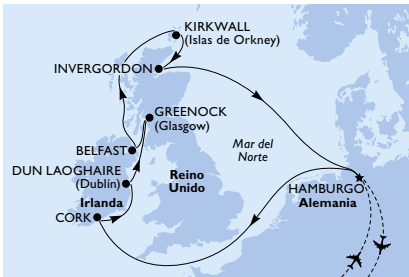 KIRKWALL
(Islas de Orkney)
INVERGORDON
GREENOCK
(Glasgow)
Mar del
Norte
BELFAST
DUN LAOGHAIRE
(Dublín)
Reino
Unido
HAMBURGO
Alemania
Irlanda
CORK